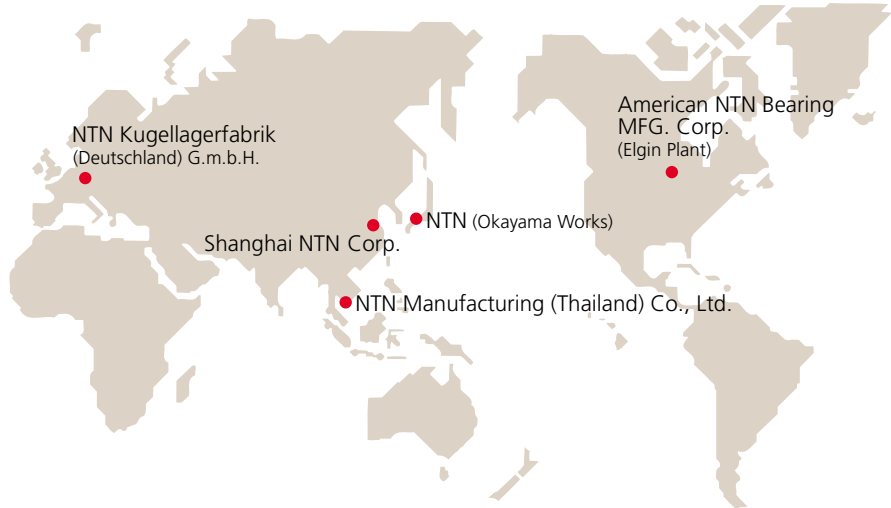 American NTN Bearing
MFG. Corp.
(Elgin Plant)
NTN Kugellagerfabrik
(Deutschland) G.m.b.H.
NTN (Okayama Works)
Shanghai NTN Corp.
NTN Manufacturing (Thailand) Co., Ltd.